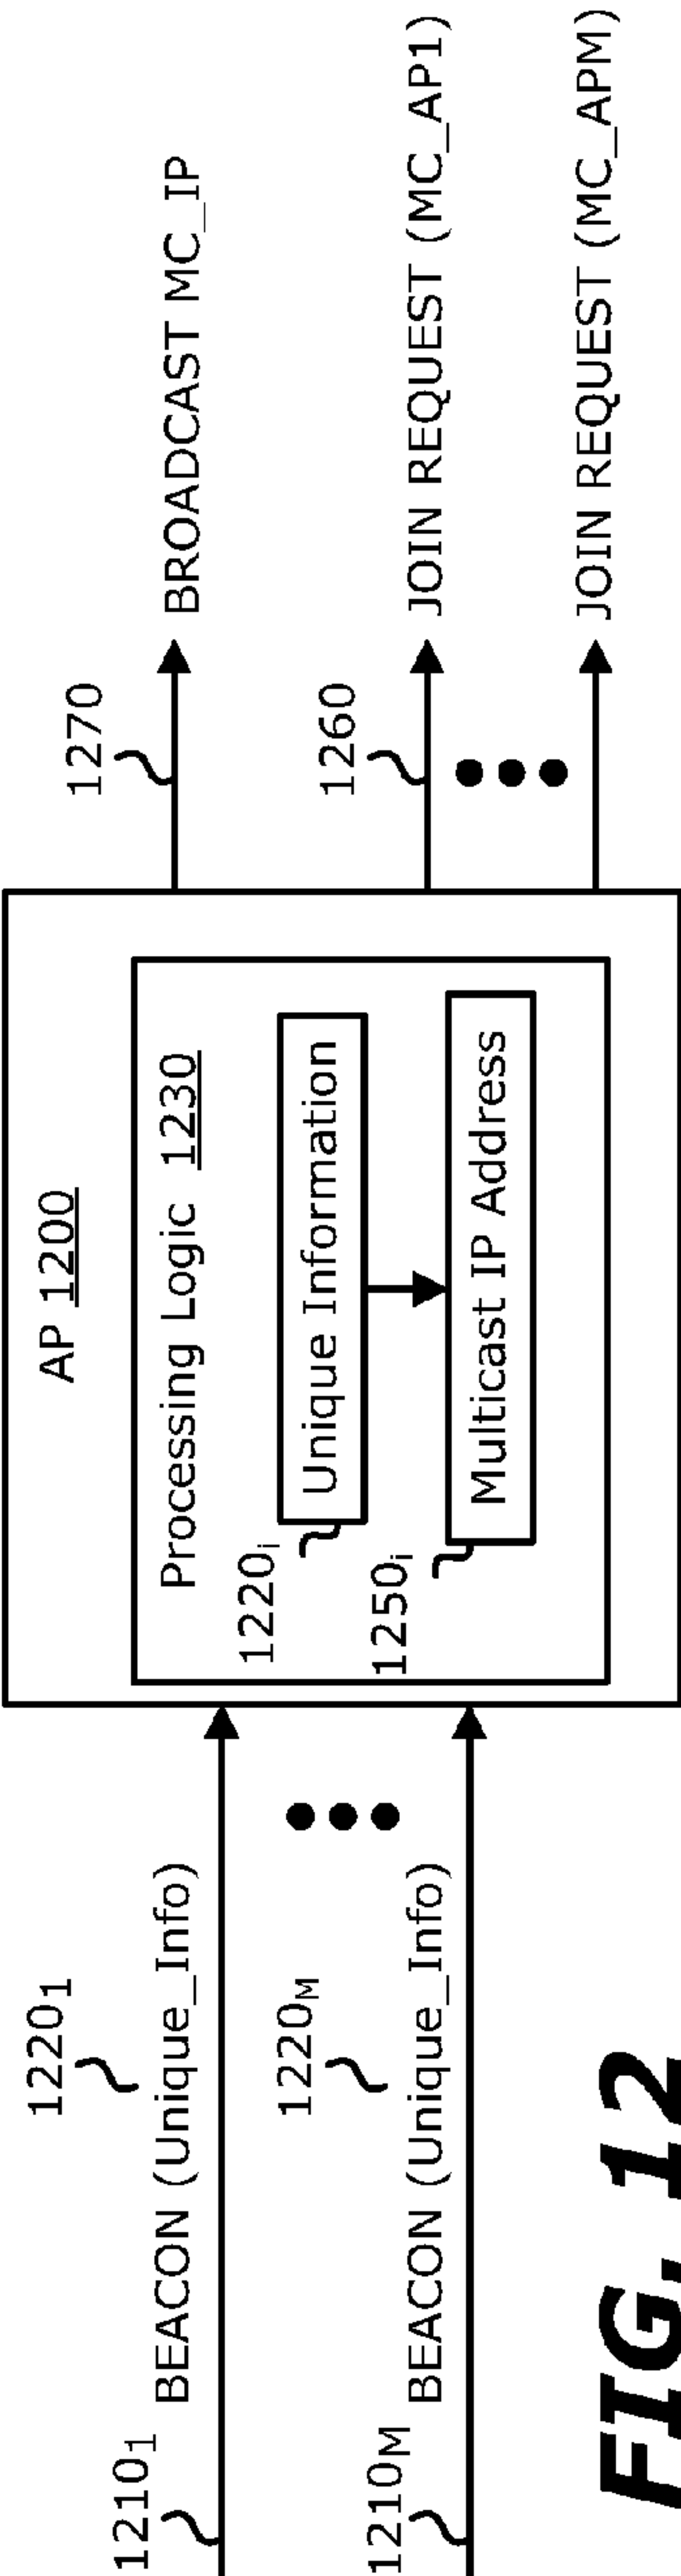 AP 1200
Processing Logic 1230
Unique Information
Multicast IP Address
1220i
1250i
1210₁
1220₁
BEACON (Unique_Info)
1210M
1220M
BEACON (Unique_Info)
1270
BROADCAST MC_IP
1260
JOIN REQUEST (MC_AP1)
JOIN REQUEST (MC_APM)
FIG. 12